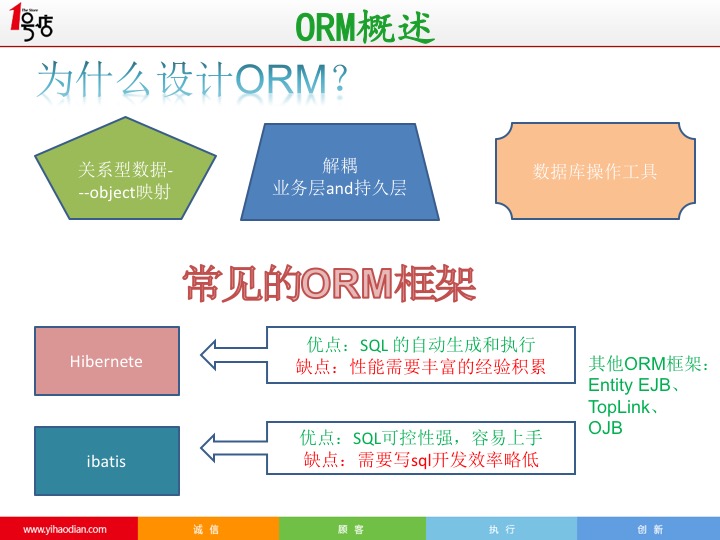 The Store
1号店
ORM概述
为什么设计ORM？
关系型数据-
--object映射
解耦
业务层and持久层
数据库操作工具
常见的ORM框架
Hibernete
优点：SQL 的自动生成和执行
缺点：性能需要丰富的经验积累
ibatis
优点：SQL可控性强，容易上手
缺点：需要写sql开发效率略低
其他ORM框架：
Entity EJB、
TopLink、
OJB
www.yihaodian.com
诚 信
顾 客
执 行
创 新